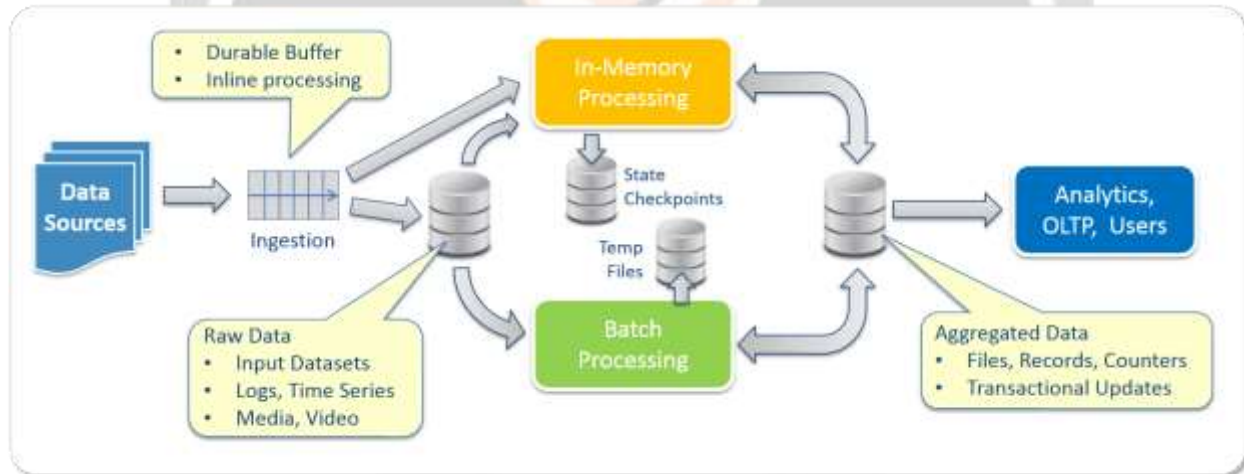 • Durable Buffer
• Inline processing
Data
Sources
Ingestion
In-Memory
Processing
State
Checkpoints
Temp
Files
Batch
Processing
Raw Data
• Input Datasets
• Logs, Time Series
• Media, Video
Analytics,
OLTP, Users
Aggregated Data
• Files, Records, Counters
• Transactional Updates